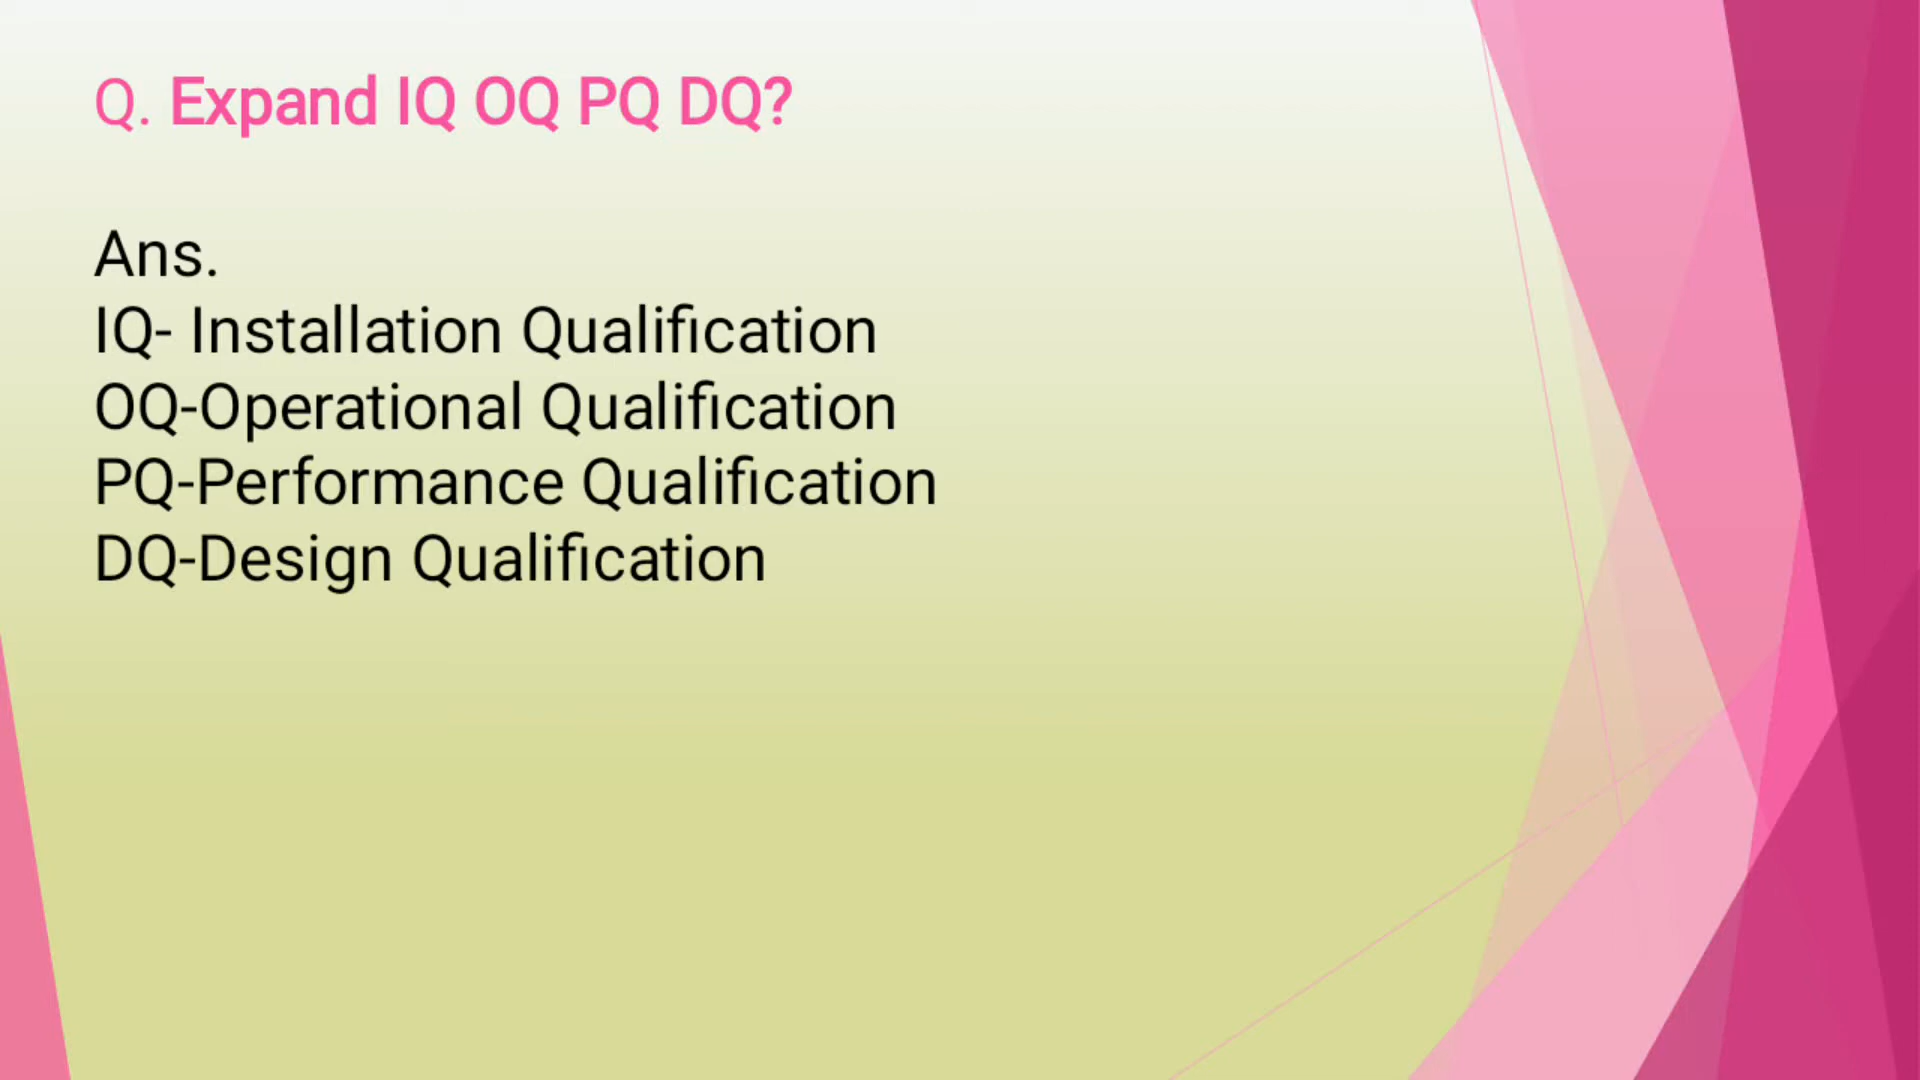 Q. Expand IQ OQ PQ DQ?
Ans.
IQ- Installation Qualification
OQ-Operational Qualification
PQ-Performance Qualification
DQ-Design Qualification